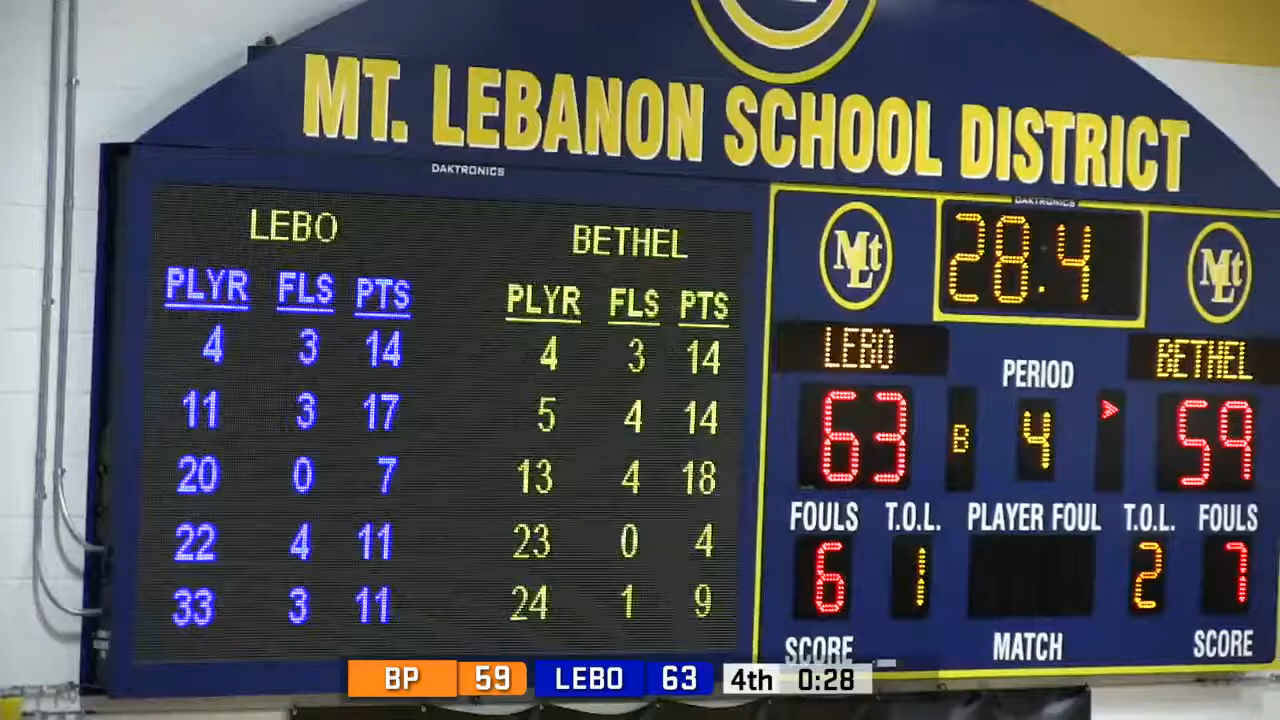 MT. LEBANON SCHOOL DISTRICT
DAKTRONICS
DAKTRONICS
LEBO
PLYR FLS PTS
4 3 14
11 3 17
20 0 7
22 4 11
33 3 11
BETHEL
PLYR FLS PTS
4 3 14
5 4 14
13 4 18
23 0 4
24 1 9
Mt L
28.4
Mt L
LEBO
PERIOD
BETHEL
63
B
4
>
59
FOULS T.O.L. PLAYER FOUL T.O.L. FOULS
6 1 2 7
SCORE MATCH SCORE
BP 59 LEBO 63 4th 0:28